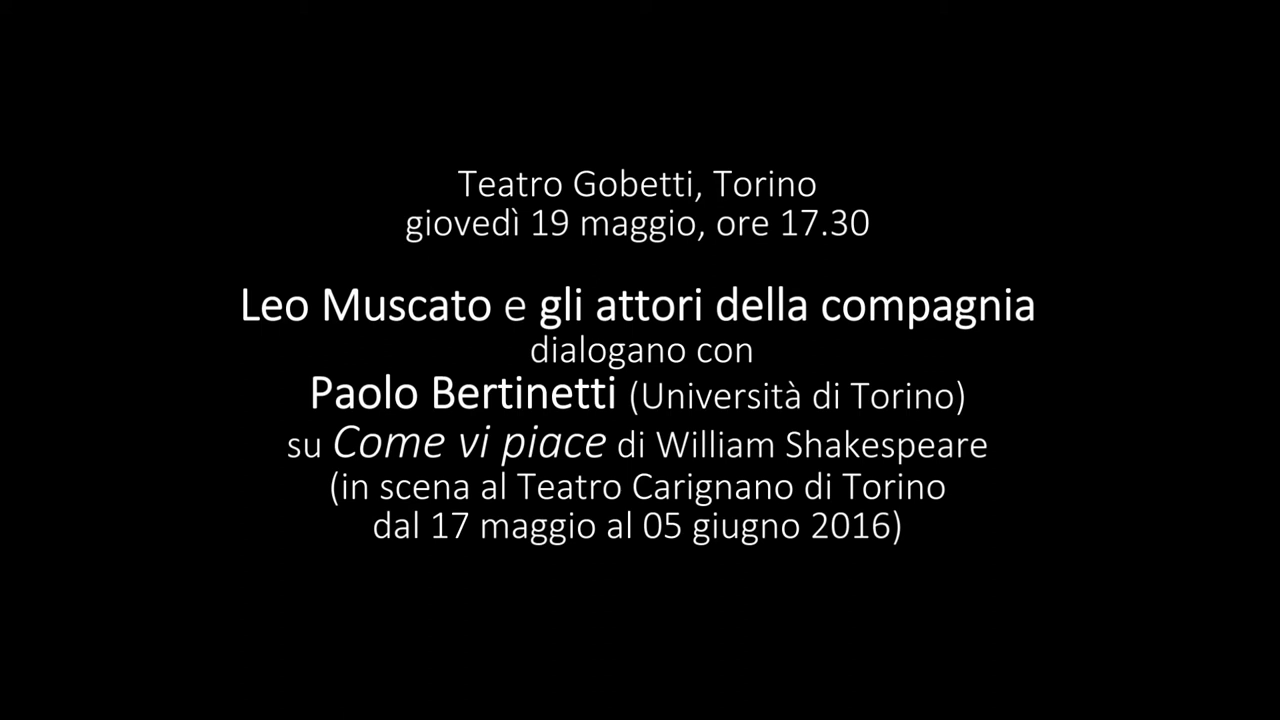 Teatro Gobetti, Torino
giovedì 19 maggio, ore 17.30
Leo Muscato e gli attori della compagnia
dialogano con
Paolo Bertinetti (Università di Torino)
su Come vi piace di William Shakespeare
(in scena al Teatro Carignano di Torino
dal 17 maggio al 05 giugno 2016)